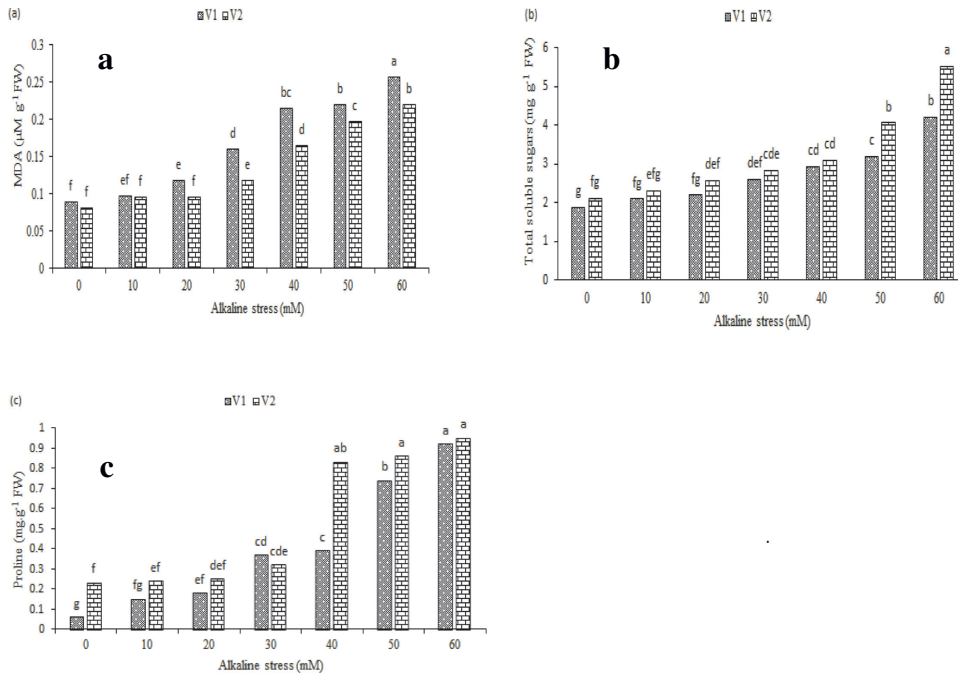 (a)
V1 V2
a
0.3
0.25
0.2
0.15
0.1
0.05
0
MDA (µM g-1 FW)
f f ef f e f d e bc d b c a b
0 10 20 30 40 50 60
Alkaline stress (mM)
(b)
V1 V2
b
6
5
4
3
2
1
0
Total soluble sugars (mg g-1 FW)
g fg fg efg fg def def cde cd cd c b b a
0 10 20 30 40 50 60
Alkaline stress (mM)
(c)
V1 V2
c
1
0.9
0.8
0.7
0.6
0.5
0.4
0.3
0.2
0.1
0
Proline (mg.g-1 FW)
g f fg ef ef def cd cde c ab b a a a
0 10 20 30 40 50 60
Alkaline stress (mM)